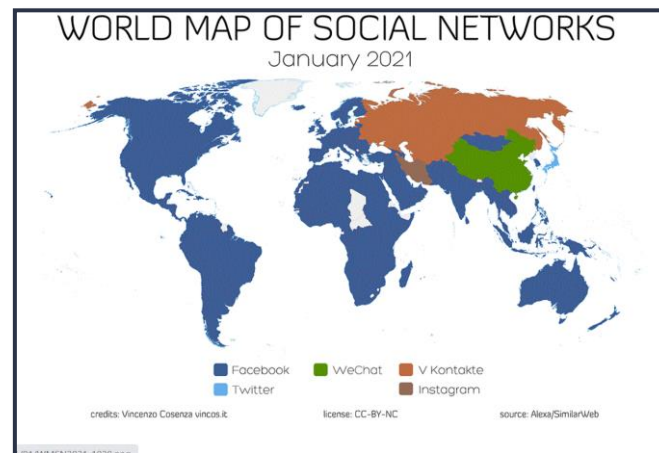 WORLD MAP OF SOCIAL NETWORKS
January 2021
Facebook
WeChat
V Kontakte
Twitter
Instagram
credits: Vincenzo Cosenza vincos.it
license: CC-BY-NC
source: Alexa/SimilarWeb